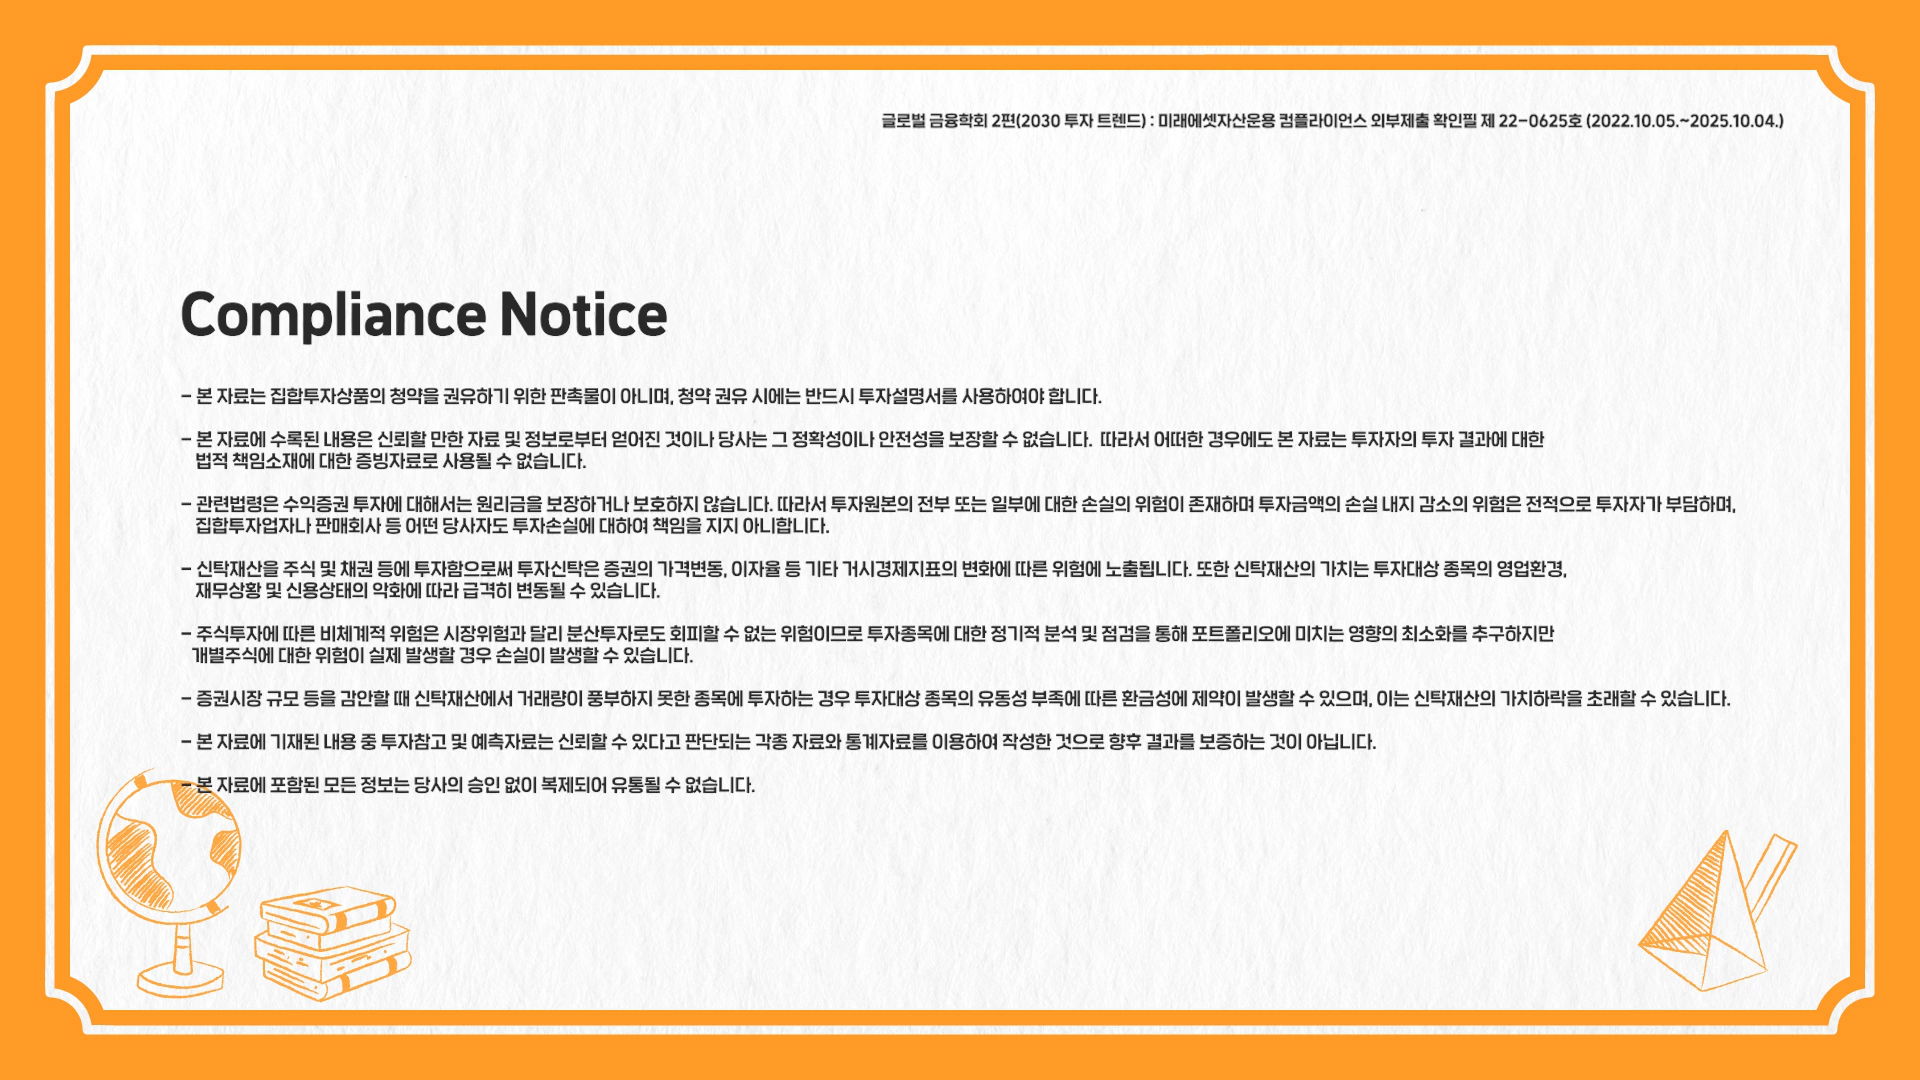 글로벌 금융학회 2편(2030 투자 트렌드) : 미래에셋자산운용 컴플라이언스 외부제출 확인필 제 22-0625호 (2022.10.05.~2025.10.04.)
Compliance Notice
- 본 자료는 집합투자상품의 청약을 권유하기 위한 판촉물이 아니며, 청약 권유 시에는 반드시 투자설명서를 사용하여야 합니다.
- 본 자료에 수록된 내용은 신뢰할 만한 자료 및 정보로부터 얻어진 것이나 당사는 그 정확성이나 안전성을 보장할 수 없습니다. 따라서 어떠한 경우에도 본 자료는 투자자의 투자 결과에 대한
법적 책임소재에 대한 증빙자료로 사용될 수 없습니다.
- 관련법령은 수익증권 투자에 대해서는 원리금을 보장하거나 보호하지 않습니다. 따라서 투자원본의 전부 또는 일부에 대한 손실의 위험이 존재하며 투자금액의 손실 내지 감소의 위험은 전적으로 투자자가 부담하며,
집합투자업자나 판매회사 등 어떤 당사자도 투자손실에 대하여 책임을 지지 아니합니다.
- 신탁재산을 주식 및 채권 등에 투자함으로써 투자신탁은 증권의 가격변동, 이자율 등 기타 거시경제지표의 변화에 따른 위험에 노출됩니다. 또한 신탁재산의 가치는 투자대상 종목의 영업환경,
재무상황 및 신용상태의 악화에 따라 급격히 변동될 수 있습니다.
- 주식투자에 따른 비체계적 위험은 시장위험과 달리 분산투자로도 회피할 수 없는 위험이므로 투자종목에 대한 정기적 분석 및 점검을 통해 포트폴리오에 미치는 영향의 최소화를 추구하지만
개별주식에 대한 위험이 실제 발생할 경우 손실이 발생할 수 있습니다.
- 증권시장 규모 등을 감안할 때 신탁재산에서 거래량이 풍부하지 못한 종목에 투자하는 경우 투자대상 종목의 유동성 부족에 따른 환금성에 제약이 발생할 수 있으며, 이는 신탁재산의 가치하락을 초래할 수 있습니다.
- 본 자료에 기재된 내용 중 투자참고 및 예측자료는 신뢰할 수 있다고 판단되는 각종 자료와 통계자료를 이용하여 작성한 것으로 향후 결과를 보증하는 것이 아닙니다.
- 본 자료에 포함된 모든 정보는 당사의 승인 없이 복제되어 유통될 수 없습니다.